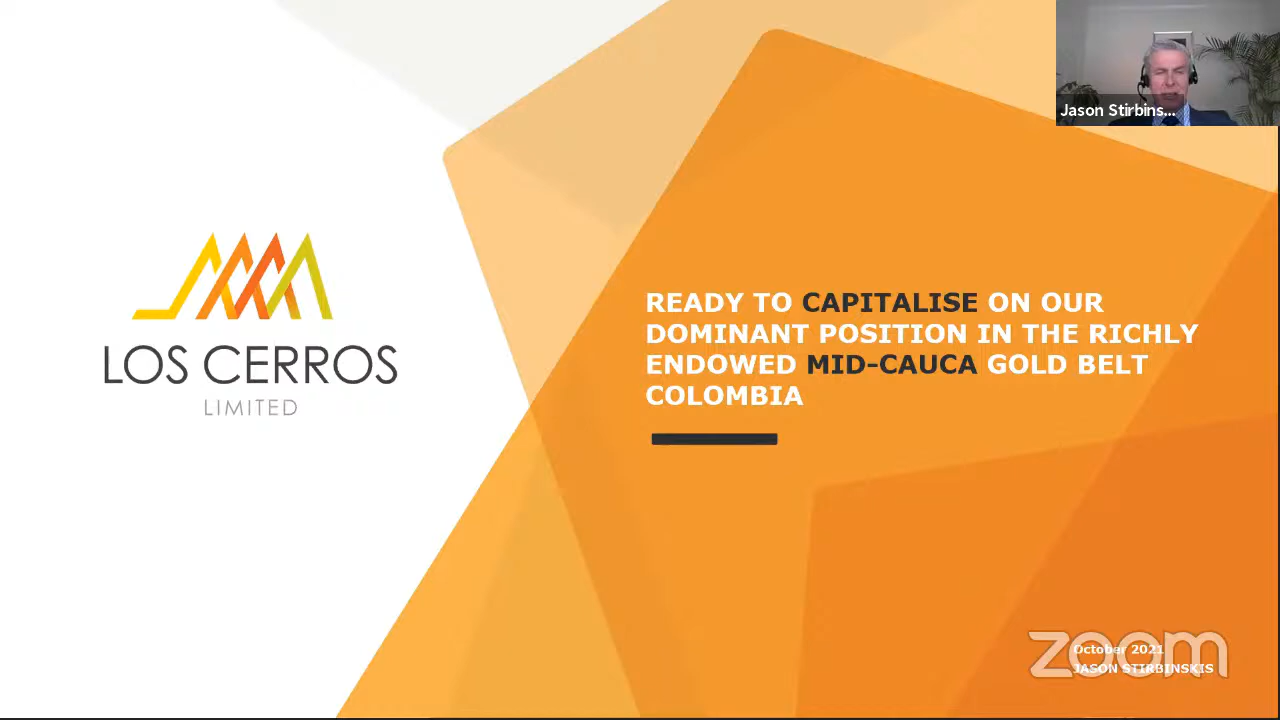 Jason Stirbins...
LOS CERROS
LIMITED
READY TO CAPITALISE ON OUR
DOMINANT POSITION IN THE RICHLY
ENDOWED MID-CAUCA GOLD BELT
COLOMBIA
zoom
October 2021
JASON STIRBINSKIS